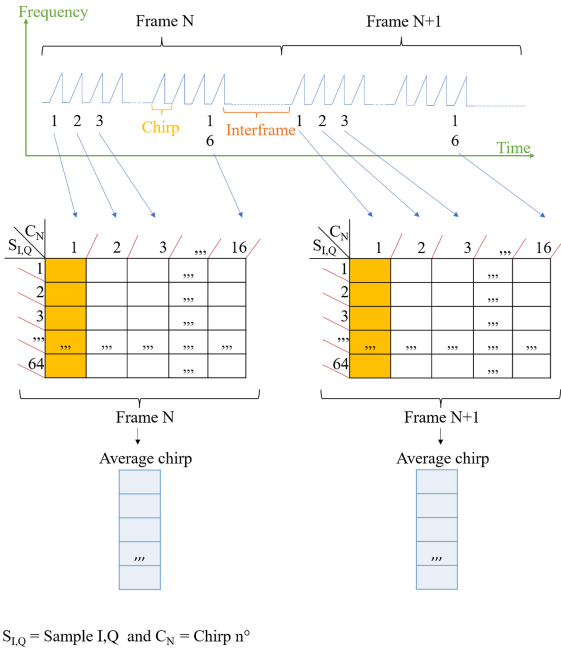 Frequency
Frame N
Frame N+1
Chirp
Interframe
1 2 3 1 1 2 3 1
6 6
Time
C_N C_N
S_I,Q 1 2 3 ,,, 16 S_I,Q 1 2 3 ,,, 16
1 ,,, 1 ,,,
2 ,,, 2 ,,,
3 ,,, 3 ,,,
,,, ,,, ,,, ,,, ,,, ,,, ,,, ,,, ,,, ,,, ,,, ,,,
64 ,,, 64 ,,,
Frame N Frame N+1
Average chirp Average chirp
,,, ,,,
S_I,Q = Sample I,Q and C_N = Chirp n°